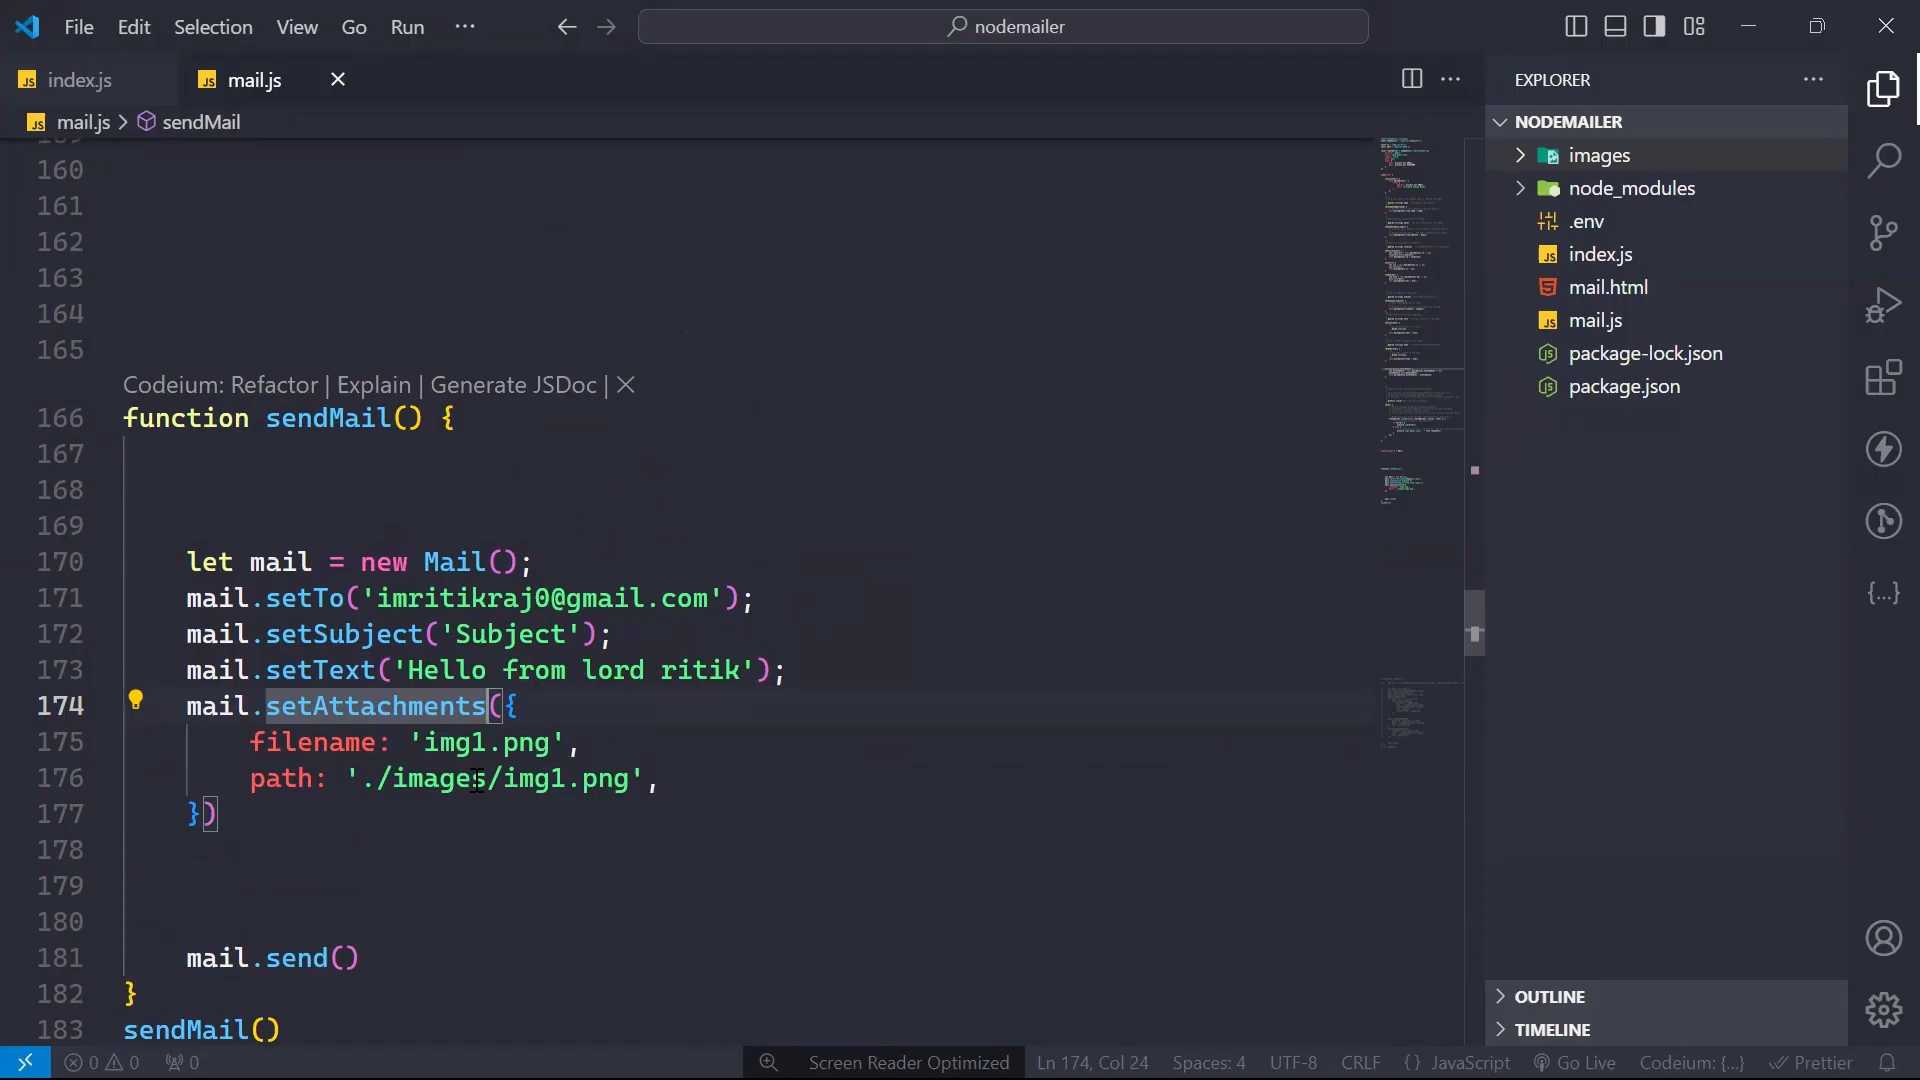 File Edit Selection View Go Run ··· nodemailer
index.js mail.js
mail.js > sendMail
160
161
162
163
164
165
Codeium: Refactor | Explain | Generate JSDoc |
166 function sendMail() {
167
168
169
170 let mail = new Mail();
171 mail.setTo('imritikraj0@gmail.com');
172 mail.setSubject('Subject');
173 mail.setText('Hello from lord ritik');
174 mail.setAttachments({
175 filename: 'img1.png',
176 path: './images/img1.png',
177 })
178
179
180
181 mail.send()
182 }
183 sendMail()
EXPLORER
NODEMAILER
images
node_modules
.env
index.js
mail.html
mail.js
package-lock.json
package.json
OUTLINE
TIMELINE
0 0 0 Screen Reader Optimized Ln 174, Col 24 Spaces: 4 UTF-8 CRLF {} JavaScript Go Live Codeium: {...} Prettier